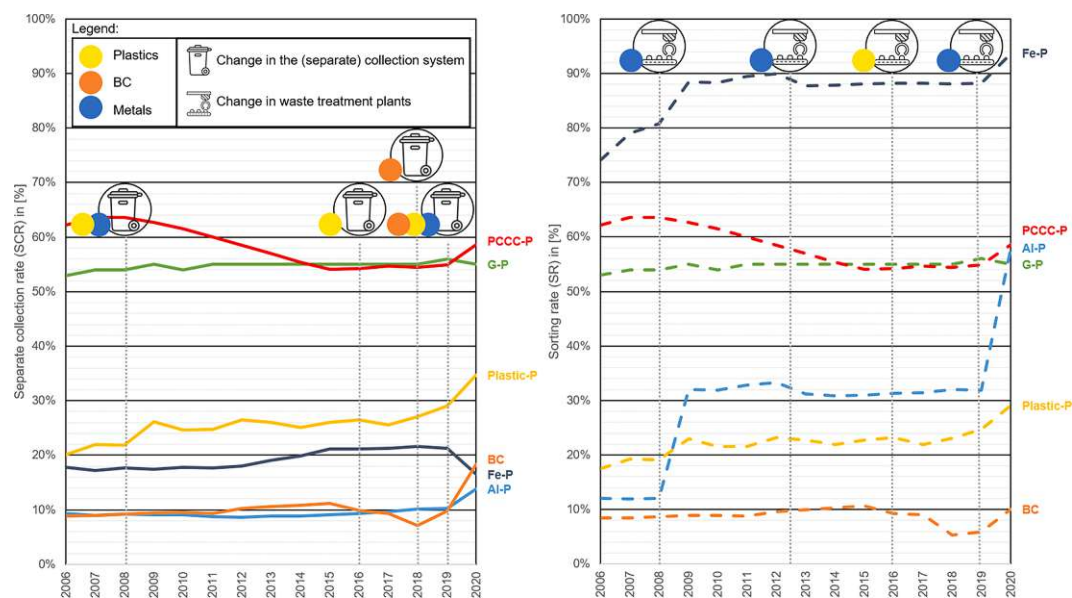 Legend:
Plastics
BC
Metals
Change in the (separate) collection system
Change in waste treatment plants
Separate collection rate (SCR) in [%]
100%
90%
80%
70%
60%
50%
40%
30%
20%
10%
0%
PCCC-P
G-P
Plastic-P
BC
Fe-P
Al-P
2006
2007
2008
2009
2010
2011
2012
2013
2014
2015
2016
2017
2018
2019
2020
Sorting rate (SR) in [%]
100%
90%
80%
70%
60%
50%
40%
30%
20%
10%
0%
Fe-P
PCCC-P
Al-P
G-P
Plastic-P
BC
2006
2007
2008
2009
2010
2011
2012
2013
2014
2015
2016
2017
2018
2019
2020